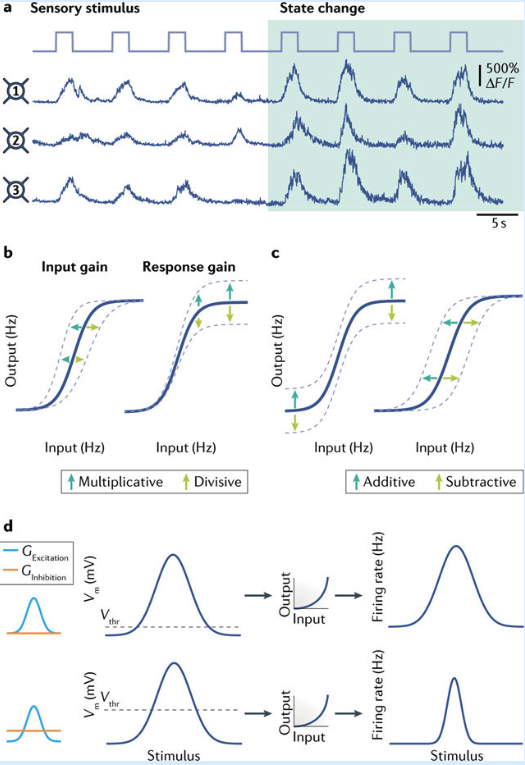 a Sensory stimulus State change
500%
ΔF/F
1
2
3
5 s
b c
Input gain Response gain
Output (Hz) Output (Hz)
Input (Hz) Input (Hz) Input (Hz) Input (Hz)
Multiplicative Divisive Additive Subtractive
d
GExcitation
GInhibition
Vm (mV)
Vthr
Output
Input
Firing rate (Hz)
Vm (mV)
Vthr
Output
Input
Firing rate (Hz)
Stimulus Stimulus